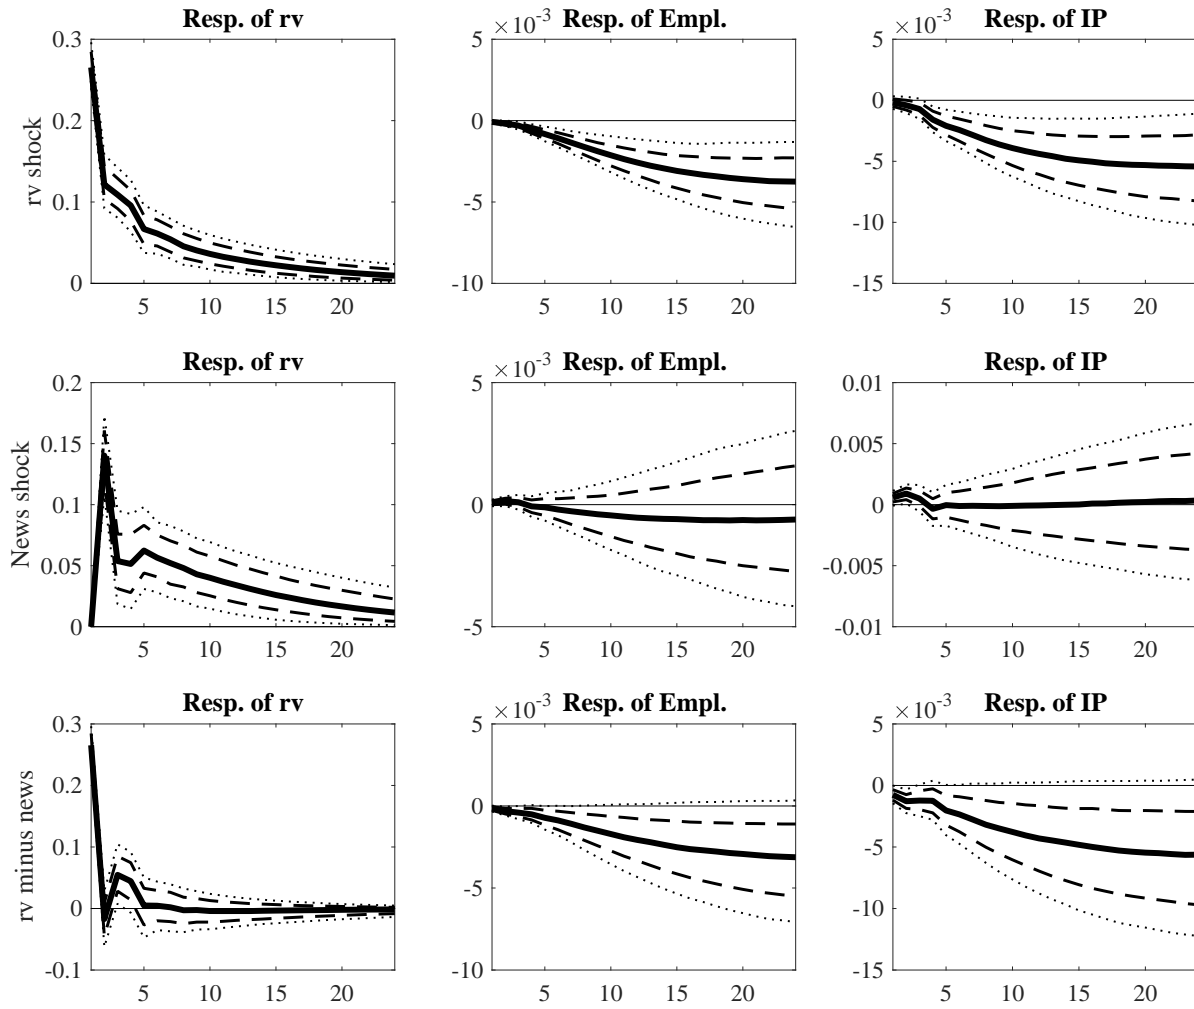 Resp. of rv
Resp. of Empl.
Resp. of IP
×10-3
×10-3
rv shock
0.3
0.2
0.1
0
5
0
-5
-10
5
0
-5
-10
-15
5 10 15 20
5 10 15 20
5 10 15 20
Resp. of rv
Resp. of Empl.
Resp. of IP
×10-3
News shock
0.2
0.15
0.1
0.05
0
5
0
-5
0.01
0.005
0
-0.005
-0.01
5 10 15 20
5 10 15 20
5 10 15 20
Resp. of rv
Resp. of Empl.
Resp. of IP
×10-3
×10-3
rv minus news
0.3
0.2
0.1
0
-0.1
5
0
-5
-10
5
0
-5
-10
-15
5 10 15 20
5 10 15 20
5 10 15 20